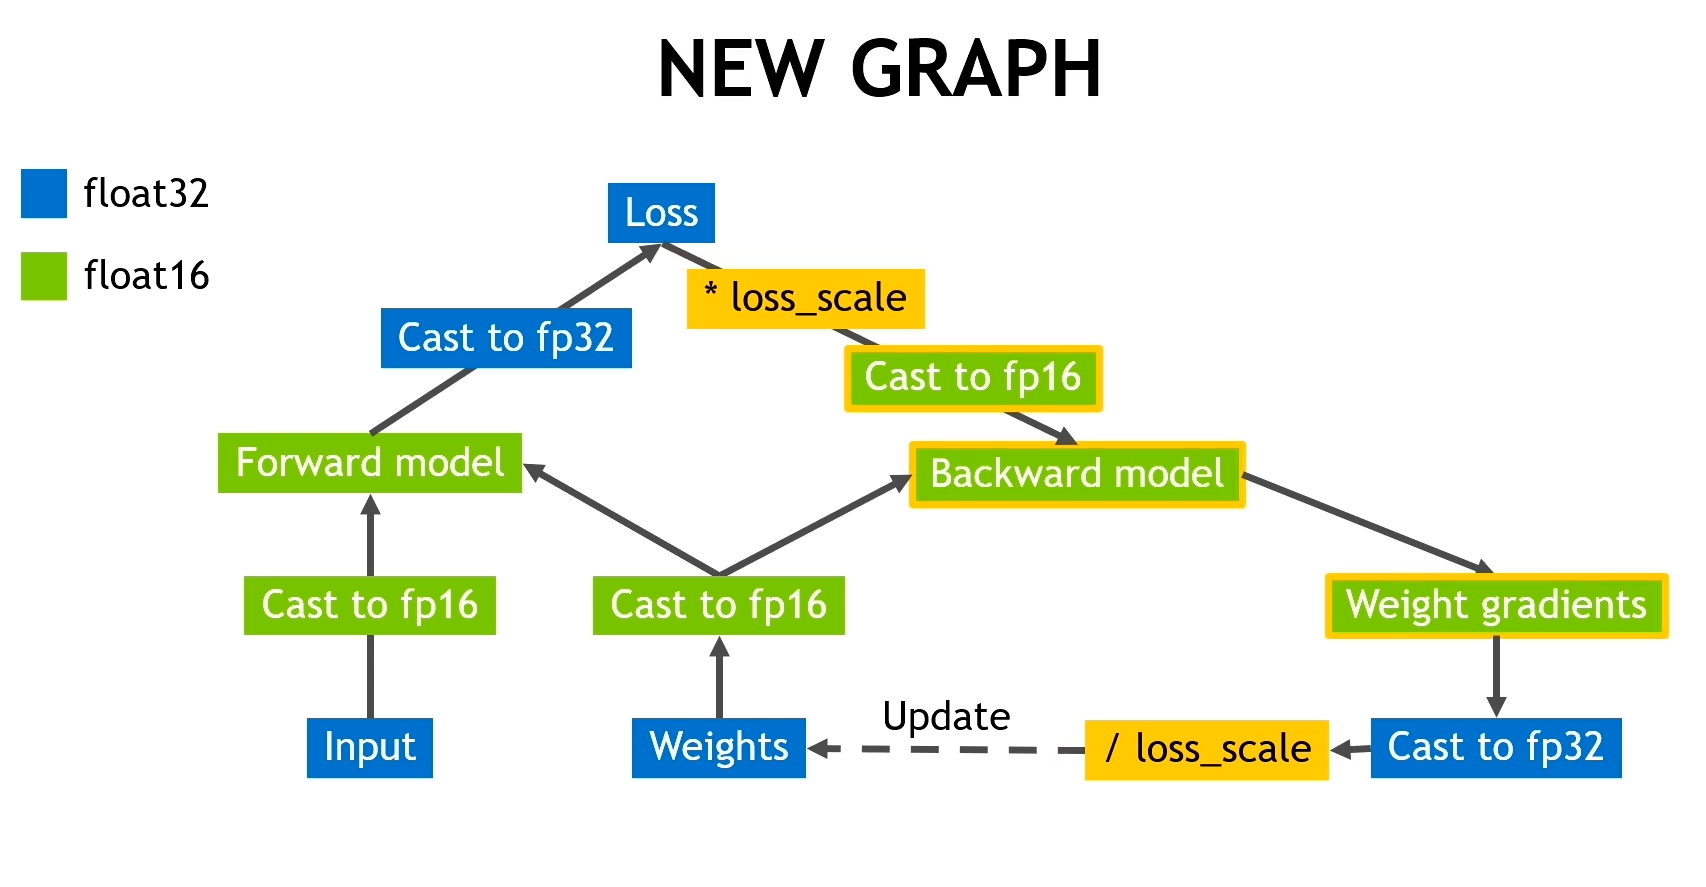 NEW GRAPH
float32
float16
Loss
* loss_scale
Cast to fp32
Cast to fp16
Forward model
Backward model
Cast to fp16
Cast to fp16
Weight gradients
Input
Weights
Update
/ loss_scale
Cast to fp32